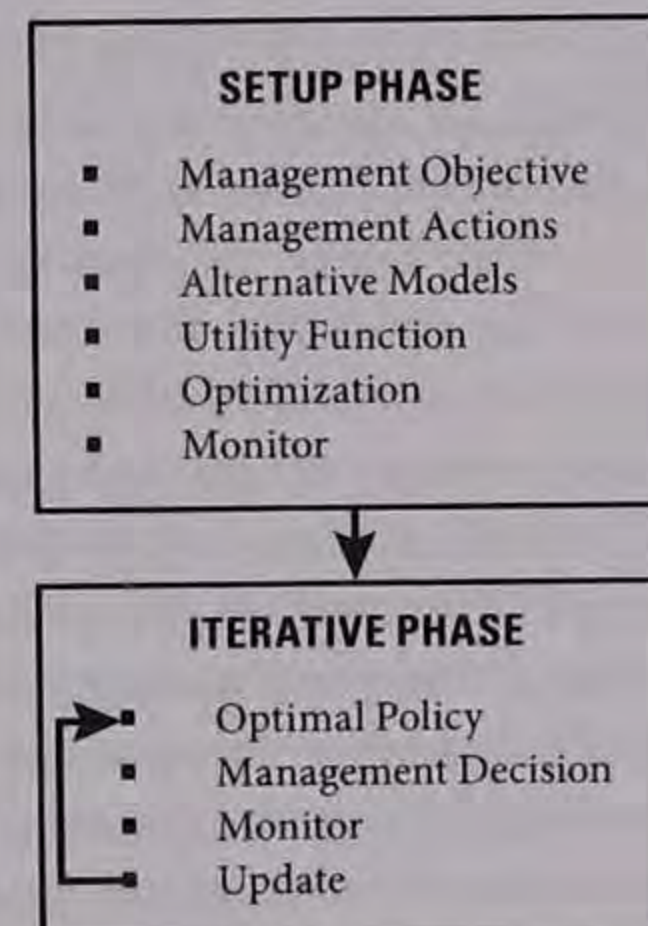 SETUP PHASE
▪ Management Objective
▪ Management Actions
▪ Alternative Models
▪ Utility Function
▪ Optimization
▪ Monitor
ITERATIVE PHASE
▪ Optimal Policy
▪ Management Decision
▪ Monitor
▪ Update